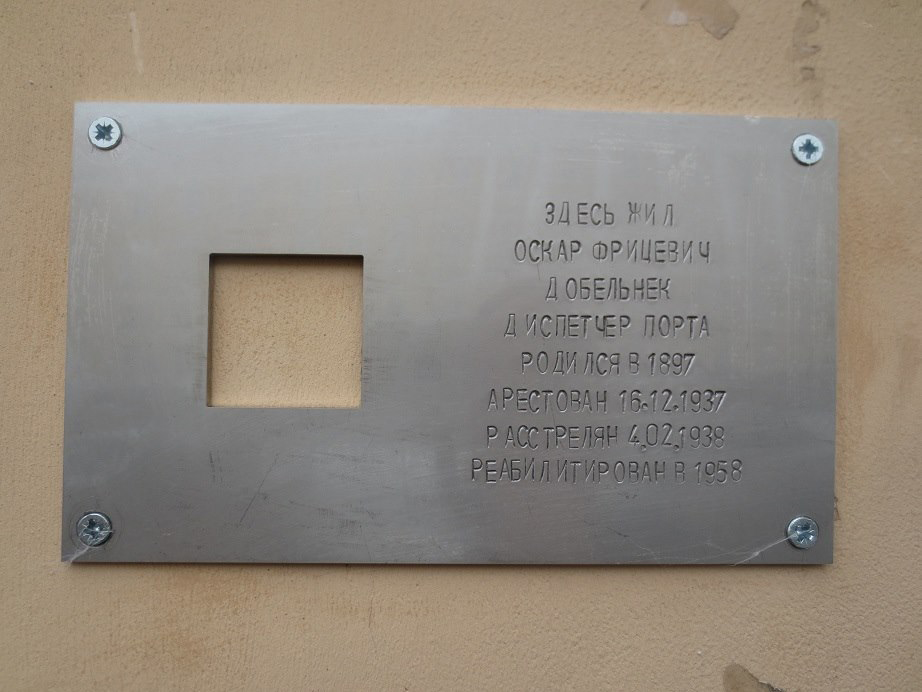 ЗДЕСЬ ЖИЛ
ОСКАР ФРИЦЕВИЧ
ДОБЕЛЬНЕК
ДИСПЕТЧЕР ПОРТА
РОДИЛСЯ В 1897
АРЕСТОВАН 16.12.1937
РАССТРЕЛЯН 4.02.1938
РЕАБИЛИТИРОВАН В 1958